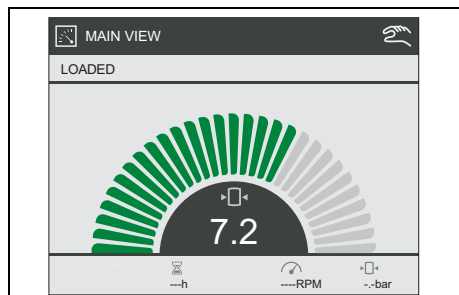 MAIN VIEW
LOADED
7.2
---h
----RPM
-.-bar